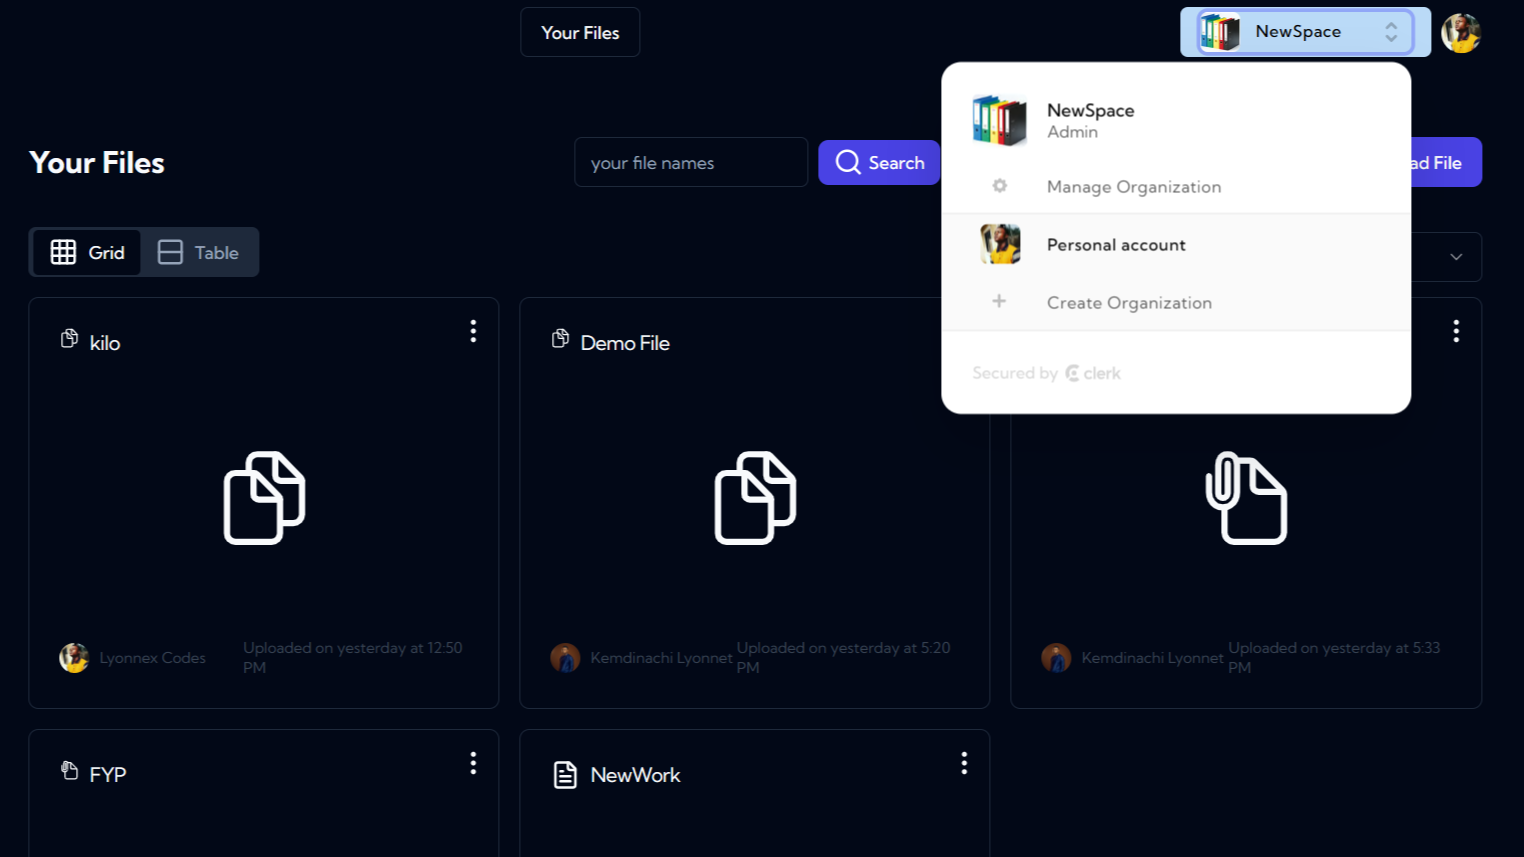 Your Files
NewSpace
NewSpace
Admin
Manage Organization
Personal account
Create Organization
Secured by clerk
Your Files
your file names
Search
ad File
Grid
Table
kilo
Demo File
Lyonnex Codes
Uploaded on yesterday at 12:50
PM
Kemdinachi Lyonnet
Uploaded on yesterday at 5:20
PM
Kemdinachi Lyonnet
Uploaded on yesterday at 5:33
PM
FYP
NewWork